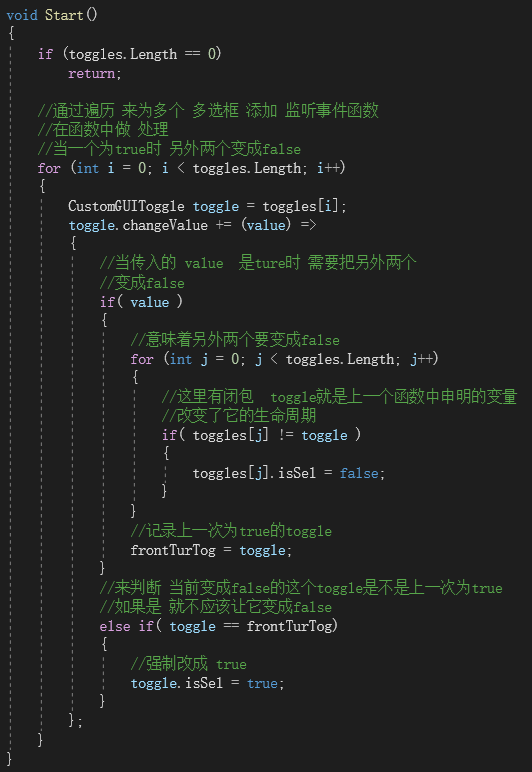 void Start()
{
if (toggles.Length == 0)
return;
//通过遍历 来为多个 多选框 添加 监听事件函数
//在函数中做 处理
//当一个为true时 另外两个变成false
for (int i = 0; i < toggles.Length; i++)
{
CustomGUIToggle toggle = toggles[i];
toggle.changeValue += (value) =>
{
//当传入的 value  是ture时 需要把另外两个
//变成false
if( value )
{
//意味着另外两个要变成false
for (int j = 0; j < toggles.Length; j++)
{
//这里有闭包  toggle就是上一个函数中申明的变量
//改变了它的生命周期
if( toggles[j] != toggle )
{
toggles[j].isSel = false;
}
}
//记录上一次为true的toggle
frontTurTog = toggle;
}
//来判断 当前变成false的这个toggle是不是上一次为true
//如果是 就不应该让它变成false
else if( toggle == frontTurTog)
{
//强制改成 true
toggle.isSel = true;
}
};
}
}